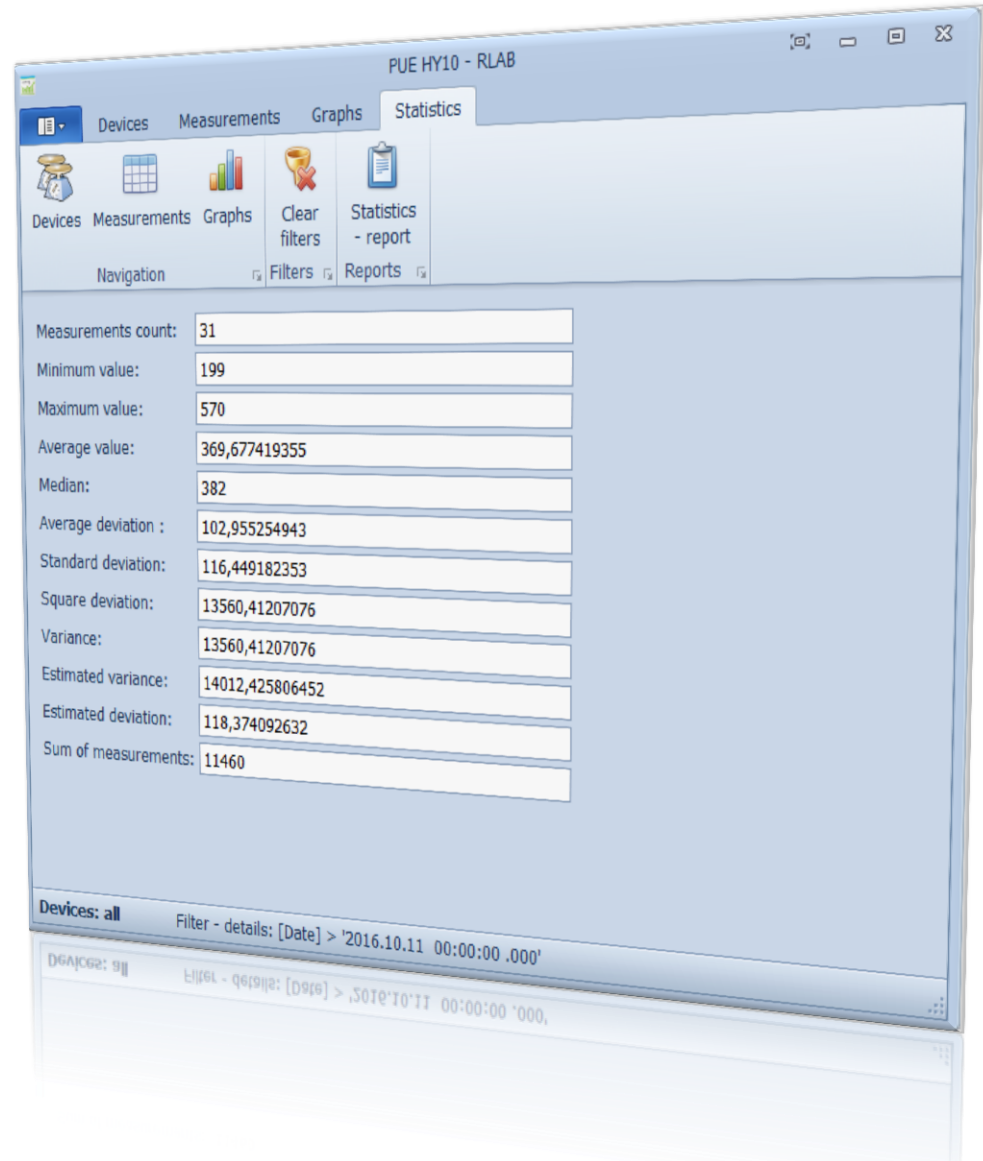 PUE HY10 - RLAB
Devices Measurements Graphs Statistics
Devices Measurements Graphs Clear filters Statistics - report
Navigation Filters Reports
Measurements count: 31
Minimum value: 199
Maximum value: 570
Average value: 369,677419355
Median: 382
Average deviation : 102,955254943
Standard deviation: 116,449182353
Square deviation: 13560,41207076
Variance: 13560,41207076
Estimated variance: 14012,425806452
Estimated deviation: 118,374092632
Sum of measurements: 11460
Devices: all Filter - details: [Date] > '2016.10.11 00:00:00 .000'